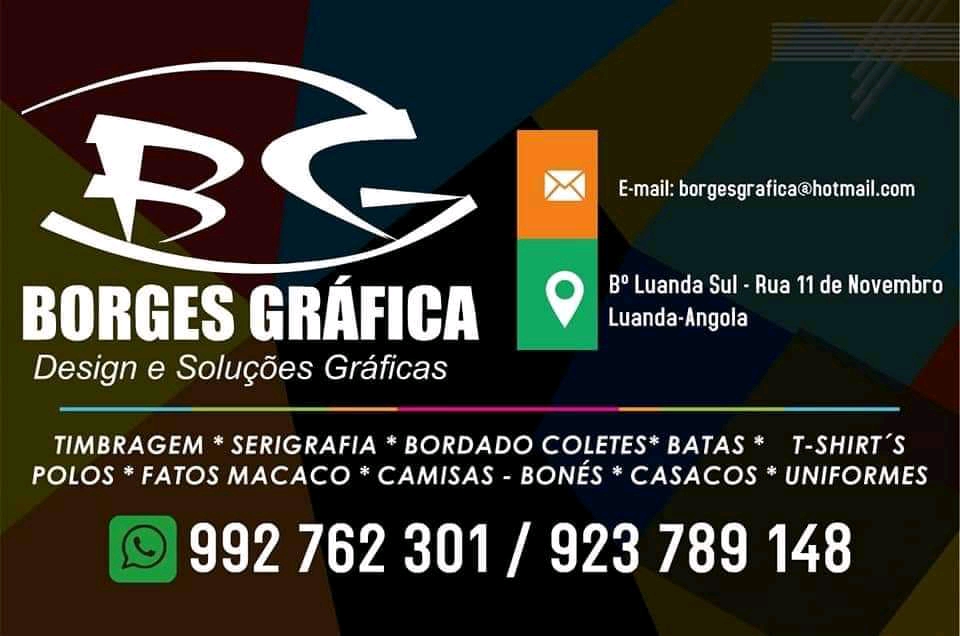 BG
BORGES GRÁFICA
Design e Soluções Gráficas
E-mail: borgesgrafica@hotmail.com
Bº Luanda Sul - Rua 11 de Novembro
Luanda-Angola
TIMBRAGEM * SERIGRAFIA * BORDADO COLETES* BATAS * T-SHIRT´S
POLOS * FATOS MACACO * CAMISAS - BONÉS * CASACOS * UNIFORMES
992 762 301 / 923 789 148